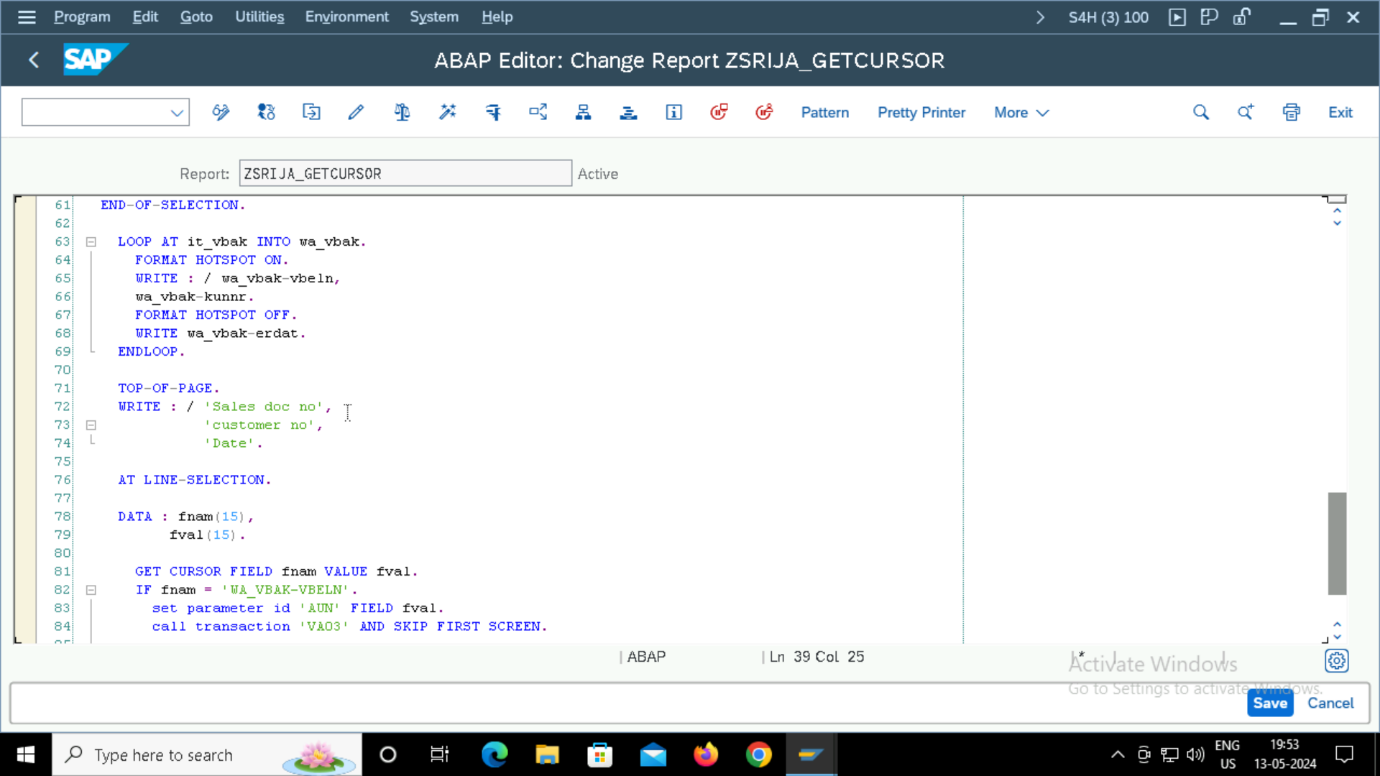 Program Edit Goto Utilities Environment System Help S4H (3) 100
SAP ABAP Editor: Change Report ZSRIJA_GETCURSOR
Pattern Pretty Printer More Exit
Report: ZSRIJA_GETCURSOR Active
61 END-OF-SELECTION.
62
63 LOOP AT it_vbak INTO wa_vbak.
64 FORMAT HOTSPOT ON.
65 WRITE : / wa_vbak-vbeln,
66 wa_vbak-kunnr.
67 FORMAT HOTSPOT OFF.
68 WRITE wa_vbak-erdat.
69 ENDLOOP.
70
71 TOP-OF-PAGE.
72 WRITE : / 'Sales doc no',
73 'customer no',
74 'Date'.
75
76 AT LINE-SELECTION.
77
78 DATA : fnam(15),
79 fval(15).
80
81 GET CURSOR FIELD fnam VALUE fval.
82 IF fnam = 'WA_VBAK-VBELN'.
83 set parameter id 'AUN' FIELD fval.
84 call transaction 'VA03' AND SKIP FIRST SCREEN.
ABAP Ln 39 Col 25
Activate Windows
Go to Settings to activate Windows.
Save Cancel
Type here to search ENG 19:53
US 13-05-2024